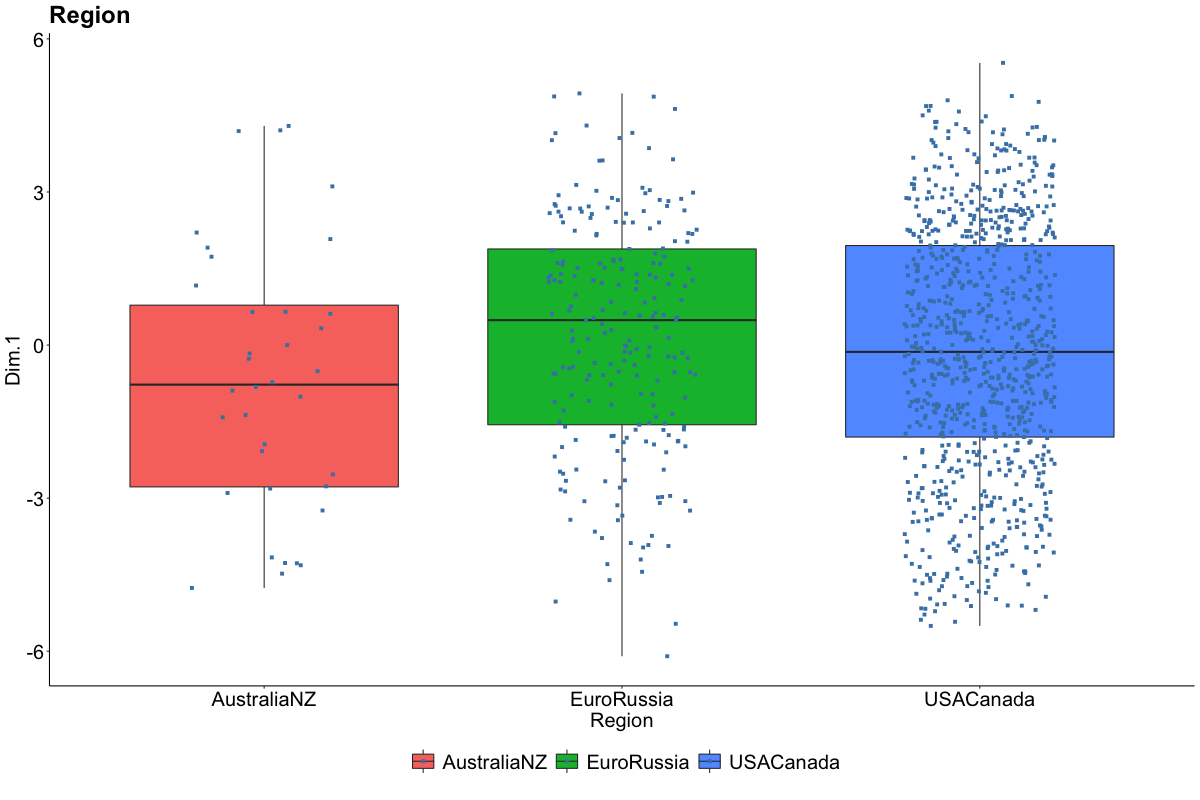 Region
6
3
0
-3
-6
Dim.1
AustraliaNZ EuroRussia USACanada
Region
AustraliaNZ EuroRussia USACanada